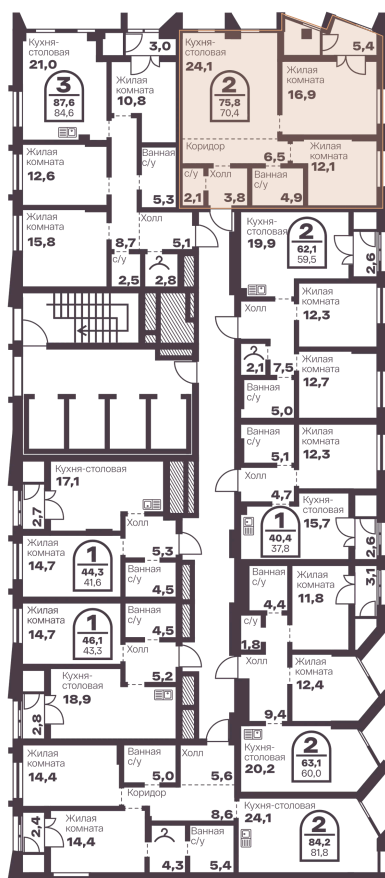 Кухня-
столовая
21,0
3
87,6
84,6
3,0
Жилая
комната
10,8
Жилая
комната
12,6
Ванная
с/у
5,3
Жилая
комната
15,8
Холл
8,7
5,1
с/у
2,5
2,8
Кухня-
столовая
24,1
2
75,8
70,4
5,4
Жилая
комната
16,9
Коридор
6,5
Жилая
комната
12,1
с/у
2,1
Холл
3,8
Ванная
с/у
4,9
Кухня-
столовая
19,9
2
62,1
59,5
2,6
Жилая
комната
12,3
Холл
2,1
7,5
Жилая
комната
12,7
Ванная
с/у
5,0
Ванная
с/у
5,1
Жилая
комната
12,3
Холл
4,7
Кухня-
столовая
15,7
1
40,4
37,8
2,6
Кухня-столовая
17,1
2,7
Холл
5,3
Жилая
комната
14,7
1
44,3
41,6
Ванная
с/у
4,5
Жилая
комната
14,7
1
46,1
43,3
Ванная
с/у
4,5
Холл
5,2
Кухня-
столовая
18,9
2,8
Ванная
с/у
4,4
Жилая
комната
11,8
3,1
с/у
1,8
Холл
9,4
Жилая
комната
12,4
Кухня-
столовая
20,2
2
63,1
60,0
Жилая
комната
14,4
Ванная
с/у
5,0
Холл
5,6
Коридор
8,6
Кухня-столовая
24,1
2
84,2
81,8
2,4
Жилая
комната
14,4
4,3
Ванная
с/у
5,4